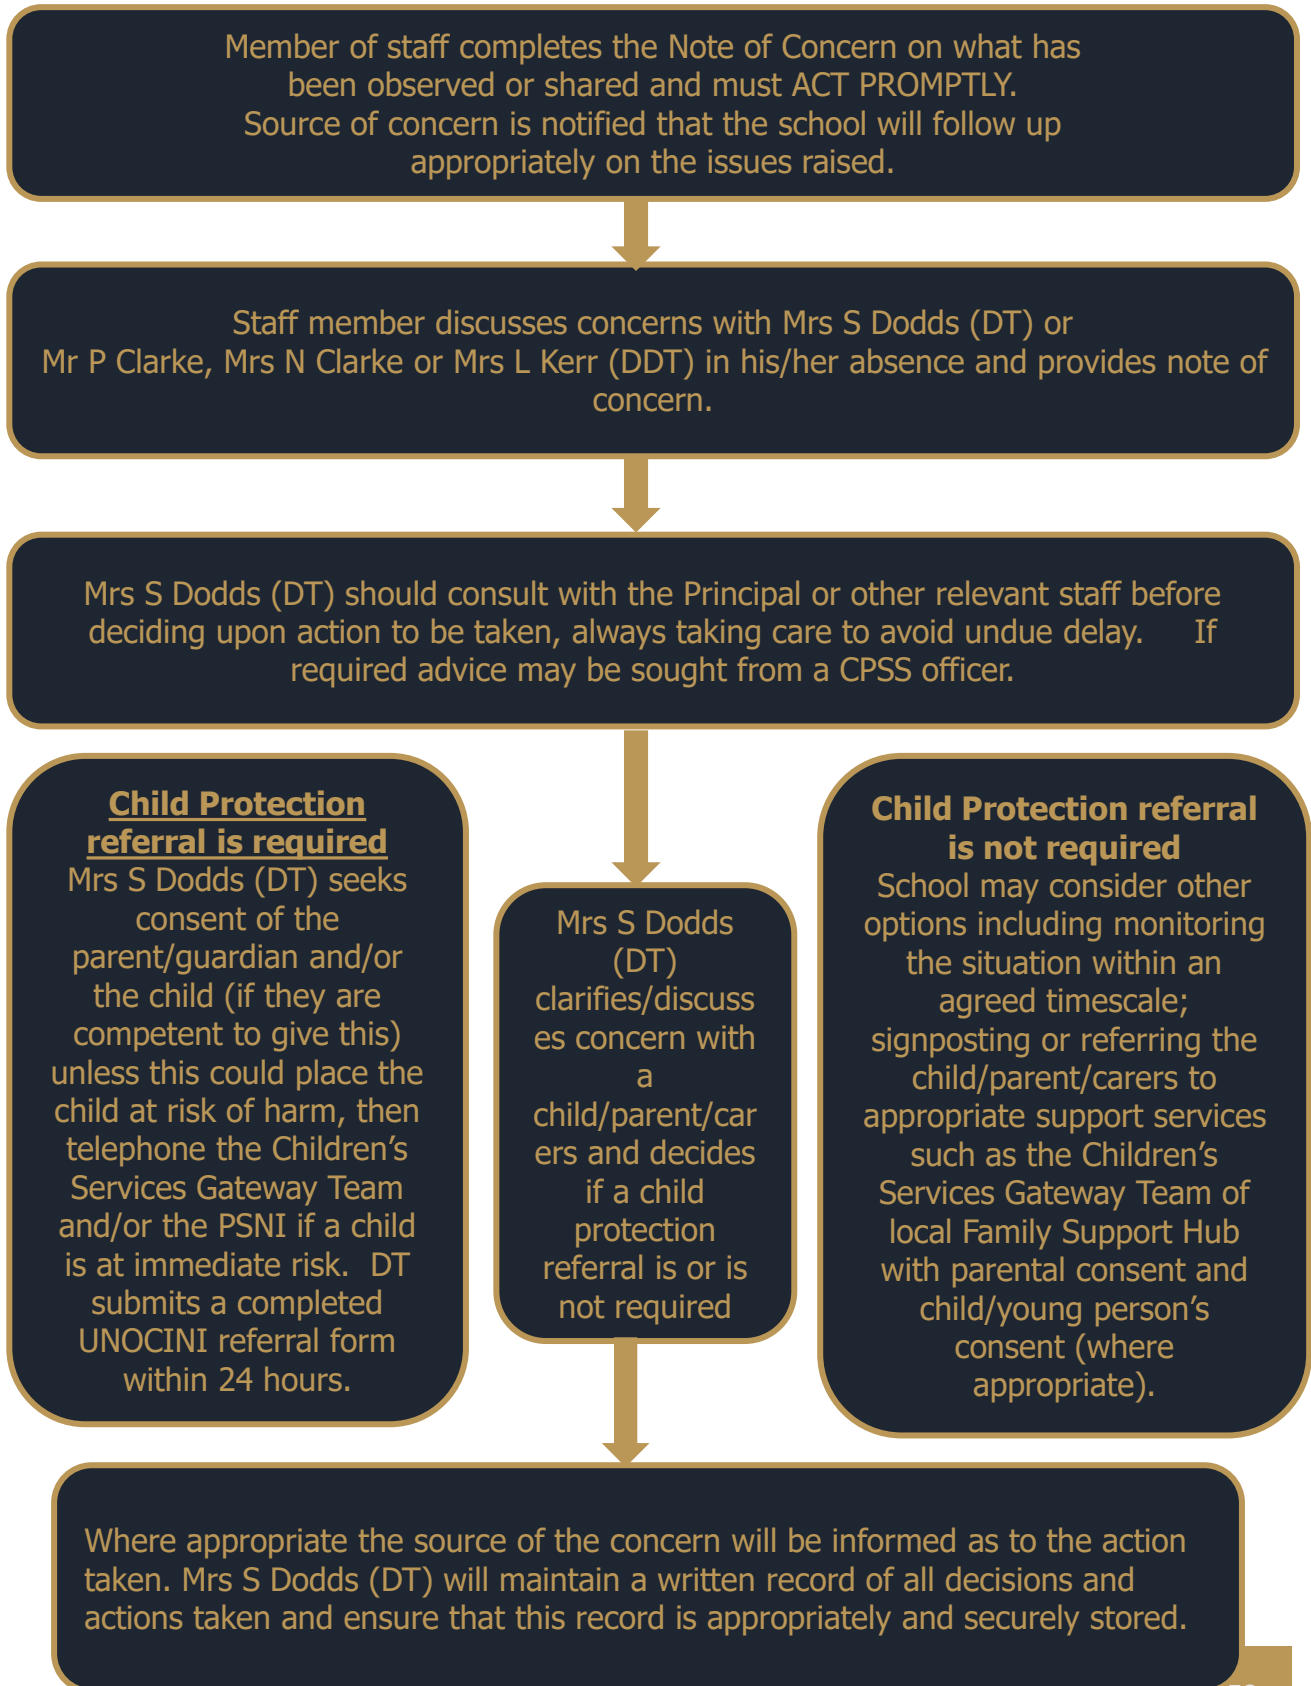 Member of staff completes the Note of Concern on what has
been observed or shared and must ACT PROMPTLY.
Source of concern is notified that the school will follow up
appropriately on the issues raised.
Staff member discusses concerns with Mrs S Dodds (DT) or
Mr P Clarke, Mrs N Clarke or Mrs L Kerr (DDT) in his/her absence and provides note of
concern.
Mrs S Dodds (DT) should consult with the Principal or other relevant staff before
deciding upon action to be taken, always taking care to avoid undue delay. If
required advice may be sought from a CPSS officer.
Child Protection
referral is required
Mrs S Dodds (DT) seeks
consent of the
parent/guardian and/or
the child (if they are
competent to give this)
unless this could place the
child at risk of harm, then
telephone the Children's
Services Gateway Team
and/or the PSNI if a child
is at immediate risk. DT
submits a completed
UNOCINI referral form
within 24 hours.
Mrs S Dodds
(DT)
clarifies/discuss
es concern with
a
child/parent/car
ers and decides
if a child
protection
referral is or is
not required
Child Protection referral
is not required
School may consider other
options including monitoring
the situation within an
agreed timescale;
signposting or referring the
child/parent/carers to
appropriate support services
such as the Children's
Services Gateway Team of
local Family Support Hub
with parental consent and
child/young person's
consent (where
appropriate).
Where appropriate the source of the concern will be informed as to the action
taken. Mrs S Dodds (DT) will maintain a written record of all decisions and
actions taken and ensure that this record is appropriately and securely stored.